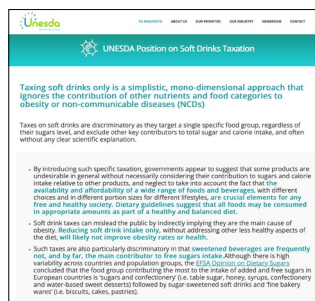 Unesda
EU MANIFESTO ABOUT US OUR PRIORITIES OUR INDUSTRY NEWSROOM CONTACT
UNESDA Position on Soft Drinks Taxation
Taxing soft drinks only is a simplistic, mono-dimensional approach that
ignores the contribution of other nutrients and food categories to
obesity or non-communicable diseases (NCDs)
Taxes on soft drinks are discriminatory as they target a single specific food group, regardless of
their sugars level, and exclude other key contributors to total sugar and calorie intake, and often
without any clear scientific explanation.
• By introducing such specific taxation, governments appear to suggest that some products are
undesirable in general without necessarily considering their contribution to sugars and calorie
intake relative to other products, and neglect to take into account the fact that the
availability and affordability of a wide range of foods and beverages, with different
choices and in different portion sizes for different lifestyles, are crucial elements for any
free and healthy society. Dietary guidelines suggest that all foods may be consumed
in appropriate amounts as part of a healthy and balanced diet.
• Soft drink taxes can mislead the public by indirectly implying they are the main cause of
obesity. Reducing soft drink intake only, without addressing other less healthy aspects of
the diet, will likely not improve obesity rates or health.
• Such taxes are also particularly discriminatory in that sweetened beverages are frequently
not, and by far, the main contributor to free sugars intake. Although there is high
variability across countries and population groups, the EFSA Opinion on Dietary Sugars
concluded that the food group contributing the most to the intake of added and free sugars in
European countries is 'sugars and confectionery' (i.e. table sugar, honey, syrups, confectionery
and water-based sweet desserts) followed by sugar-sweetened soft drinks and 'fine bakery
wares' (i.e. biscuits, cakes, pastries).